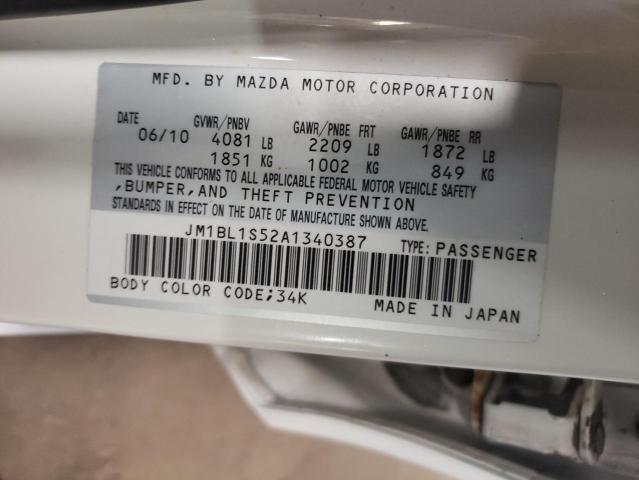 MFD. BY MAZDA MOTOR CORPORATION
DATE GVWR/PNBV GAWR/PNBE FRT GAWR/PNBE RR
06/10 4081 LB 2209 LB 1872 LB
1851 KG 1002 KG 849 KG
THIS VEHICLE CONFORMS TO ALL APPLICABLE FEDERAL MOTOR VEHICLE SAFETY
,BUMPER,AND THEFT PREVENTION
STANDARDS IN EFFECT ON THE DATE OF MANUFACTURE SHOWN ABOVE.
JM1BL1S52A1340387 TYPE: PASSENGER
BODY COLOR CODE;34K MADE IN JAPAN